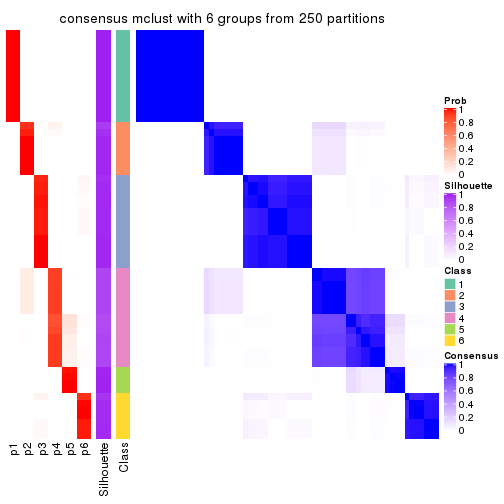 consensus mclust with 6 groups from 250 partitions
Prob
1
0.8
0.6
0.4
0.2
0
Silhouette
1
0.8
0.6
0.4
0.2
0
Class
1
2
3
4
5
6
Consensus
1
0.8
0.6
0.4
0.2
0
p1
p2
p3
p4
p5
p6
Silhouette
Class